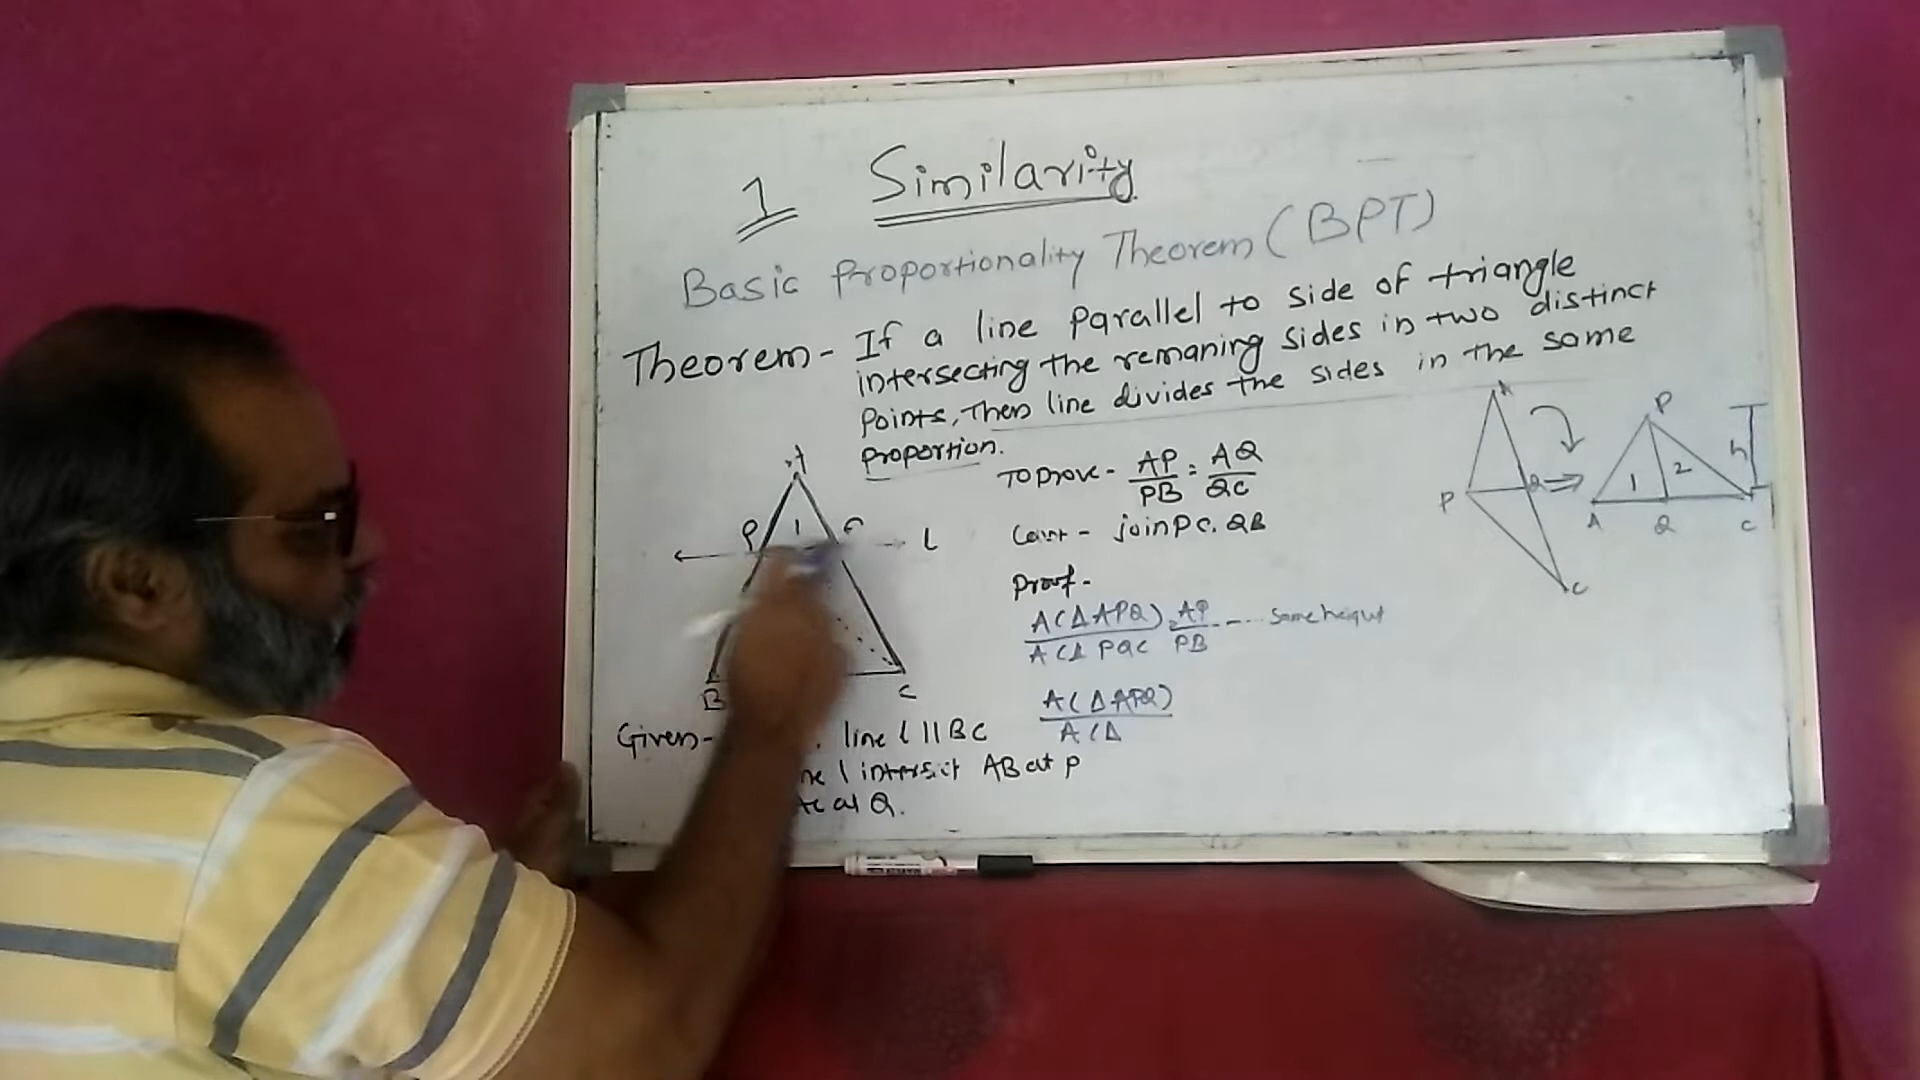 1 Similarity
Basic Proportionality Theorem (BPT)
Theorem - If a line parallel to side of triangle
intersecting the remaning sides in two distinct
points, Then line divides the sides in the same
proportion.
To prove - AP/PB = AQ/QC
Const - join PC. QB
Proof -
A(Δ APQ)/A(Δ PQC = AP/PB - - - .. Same height
A(Δ APQ)/A(Δ
A
P 1
L
B C
Given - . line l || BC
l intersect AB at P
at Q.
A
P Q
C
P
1 2 h
A Q C